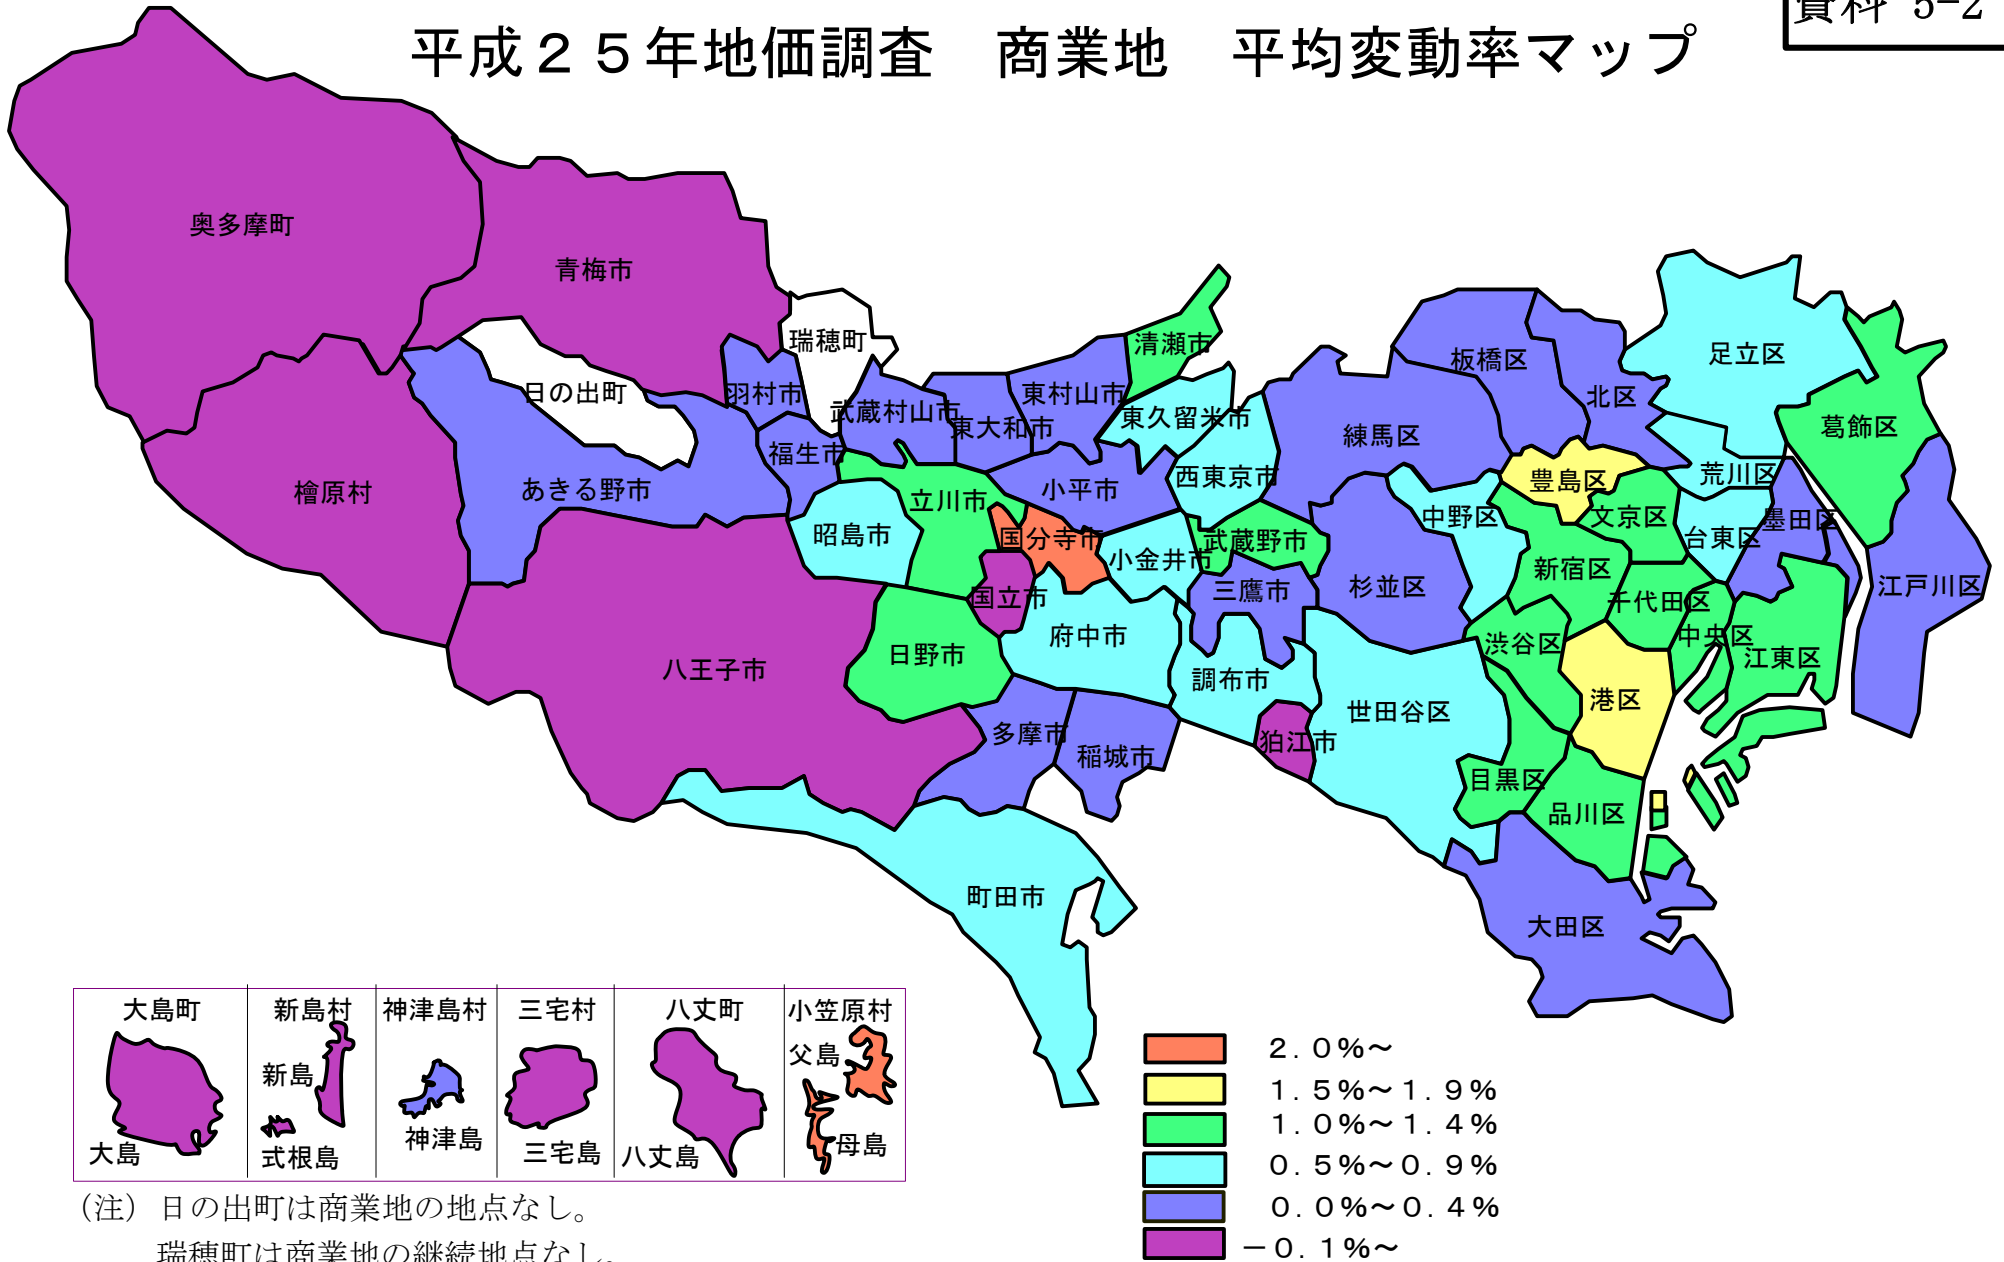 資料 5-2
平成２５年地価調査　商業地　平均変動率マップ
奥多摩町
青梅市
瑞穂町
日の出町
羽村市
檜原村
あきる野市
福生市
武蔵村山市
東大和市
東村山市
清瀬市
東久留米市
西東京市
小平市
立川市
昭島市
国分寺市
小金井市
武蔵野市
三鷹市
国立市
府中市
日野市
八王子市
調布市
狛江市
多摩市
稲城市
町田市
練馬区
板橋区
北区
足立区
葛飾区
荒川区
豊島区
文京区
台東区
墨田区
中野区
新宿区
杉並区
千代田区
中央区
江東区
江戸川区
渋谷区
港区
世田谷区
目黒区
品川区
大田区
大島町
新島村
神津島村
三宅村
八丈町
小笠原村
父島
新島
神津島
母島
大島
式根島
三宅島
八丈島
２．０％～
１．５％～１．９％
１．０％～１．４％
０．５％～０．９％
０．０％～０．４％
－０．１％～
（注）日の出町は商業地の地点なし。
瑞穂町は商業地の継続地点なし。